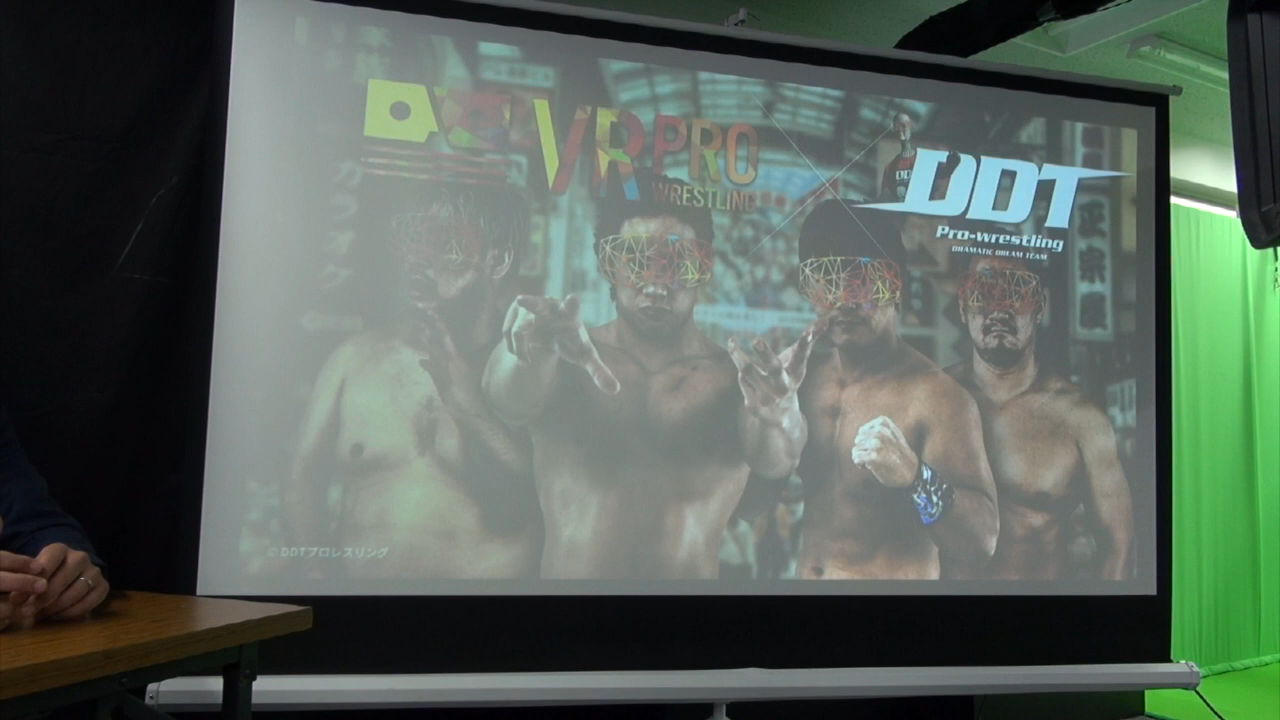 VR PRO
WRESTLING
DDT
Pro-wrestling
DRAMATIC DREAM TEAM
© DDTプロレスリング